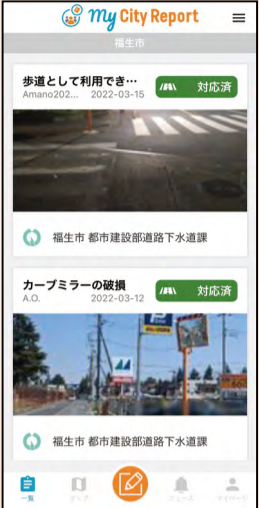 My City Report
福生市
歩道として利用でき…
対応済
Amano202... 2022-03-15
福生市 都市建設部道路下水道課
カーブミラーの破損
対応済
A.O. 2022-03-12
福生市 都市建設部道路下水道課
一覧